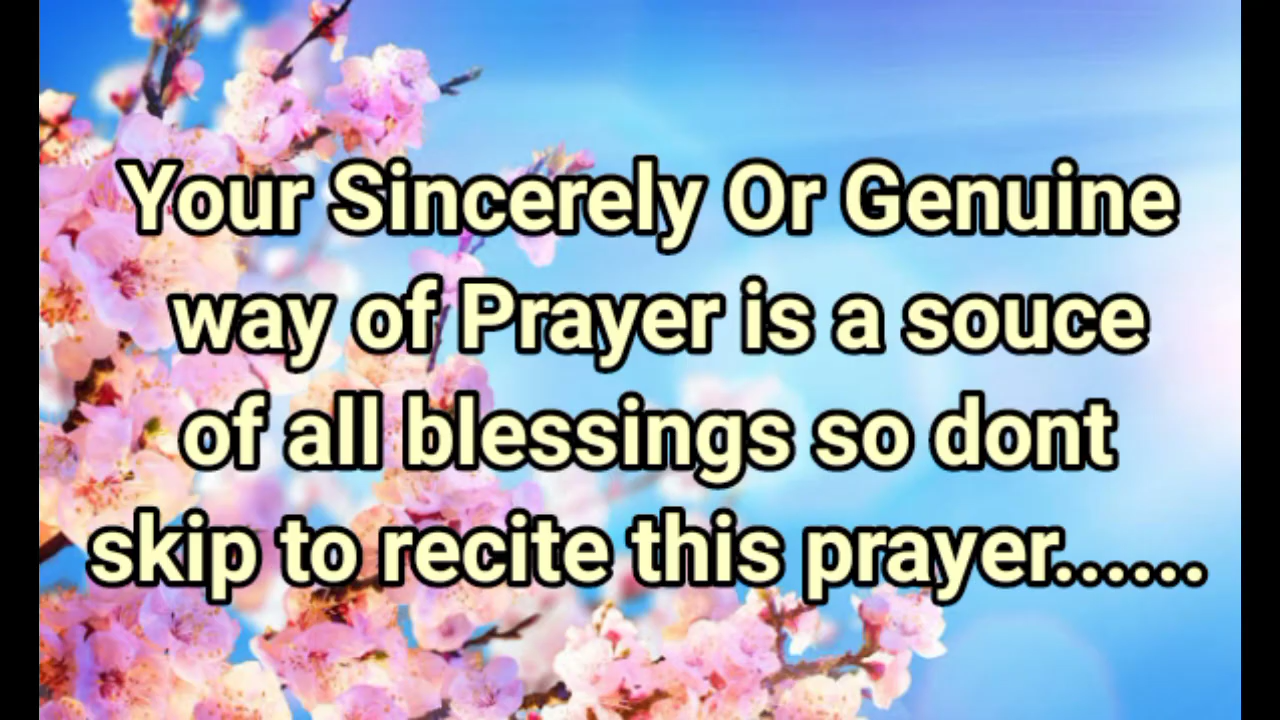 Your Sincerely Or Genuine
way of Prayer is a souce
of all blessings so dont
skip to recite this prayer......